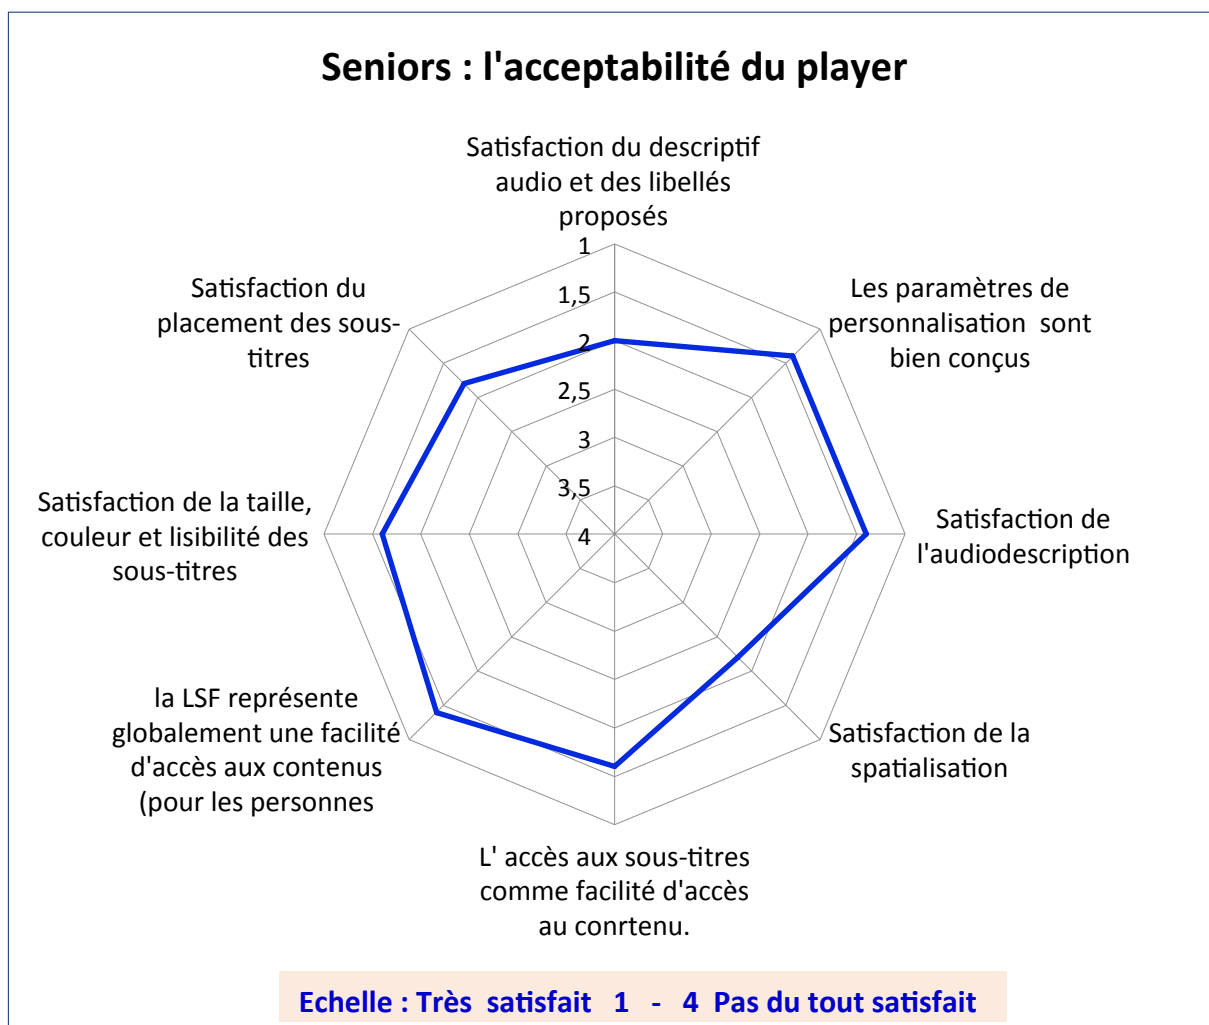 Seniors : l'acceptabilité du player
Satisfaction du descriptif
audio et des libellés
proposés
Les paramètres de
personnalisation sont
bien conçus
Satisfaction de
l'audiodescription
Satisfaction de la
spatialisation
L' accès aux sous-titres
comme facilité d'accès
au conrtenu.
la LSF représente
globalement une facilité
d'accès aux contenus
(pour les personnes
Satisfaction de la taille,
couleur et lisibilité des
sous-titres
Satisfaction du
placement des sous-
titres
1
1,5
2
2,5
3
3,5
4
Echelle : Très satisfait 1 - 4 Pas du tout satisfait